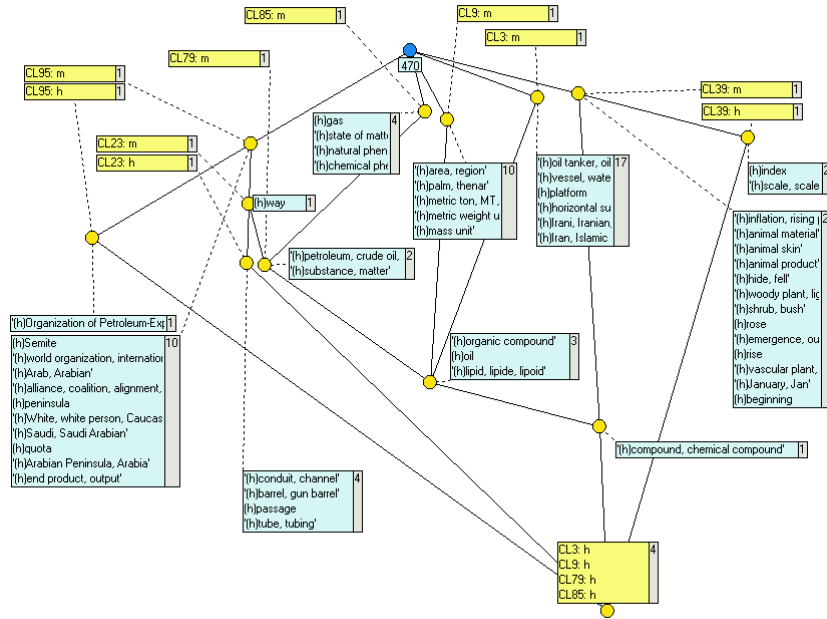 CL85: m 1
CL9: m 1
CL3: m 1
CL79: m 1
470
CL95: m 1
CL95: h 1
CL39: m 1
CL39: h 1
(h)gas 4
'(h)state of matt
'(h)natural phen
'(h)chemical phe
CL23: m 1
CL23: h 1
'(h)area, region' 10
'(h)palm, thenar'
'(h)metric ton, MT,
'(h)metric weight u
'(h)mass unit'
'(h)oil tanker, oil 17
'(h)vessel, wate
(h)platform
'(h)horizontal su
'(h)Irani, Iranian,
'(h)Iran, Islamic
(h)index 2
'(h)scale, scale
(h)way 1
'(h)inflation, rising p 2
'(h)animal material'
'(h)animal skin'
'(h)animal product'
'(h)hide, fell'
'(h)woody plant, lig
'(h)shrub, bush'
(h)rose
'(h)emergence, ou
(h)rise
'(h)vascular plant,
'(h)January, Jan'
(h)beginning
'(h)petroleum, crude oil, 2
'(h)substance, matter'
'(h)Organization of Petroleum-Exp 1
(h)Semite 10
'(h)world organization, internation
'(h)Arab, Arabian'
'(h)alliance, coalition, alignment,
(h)peninsula
'(h)White, white person, Caucas
'(h)Saudi, Saudi Arabian'
(h)quota
'(h)Arabian Peninsula, Arabia'
'(h)end product, output'
'(h)organic compound' 3
(h)oil
'(h)lipid, lipide, lipoid'
'(h)compound, chemical compound' 1
'(h)conduit, channel' 4
'(h)barrel, gun barrel'
(h)passage
'(h)tube, tubing'
CL3: h 4
CL9: h
CL79: h
CL85: h